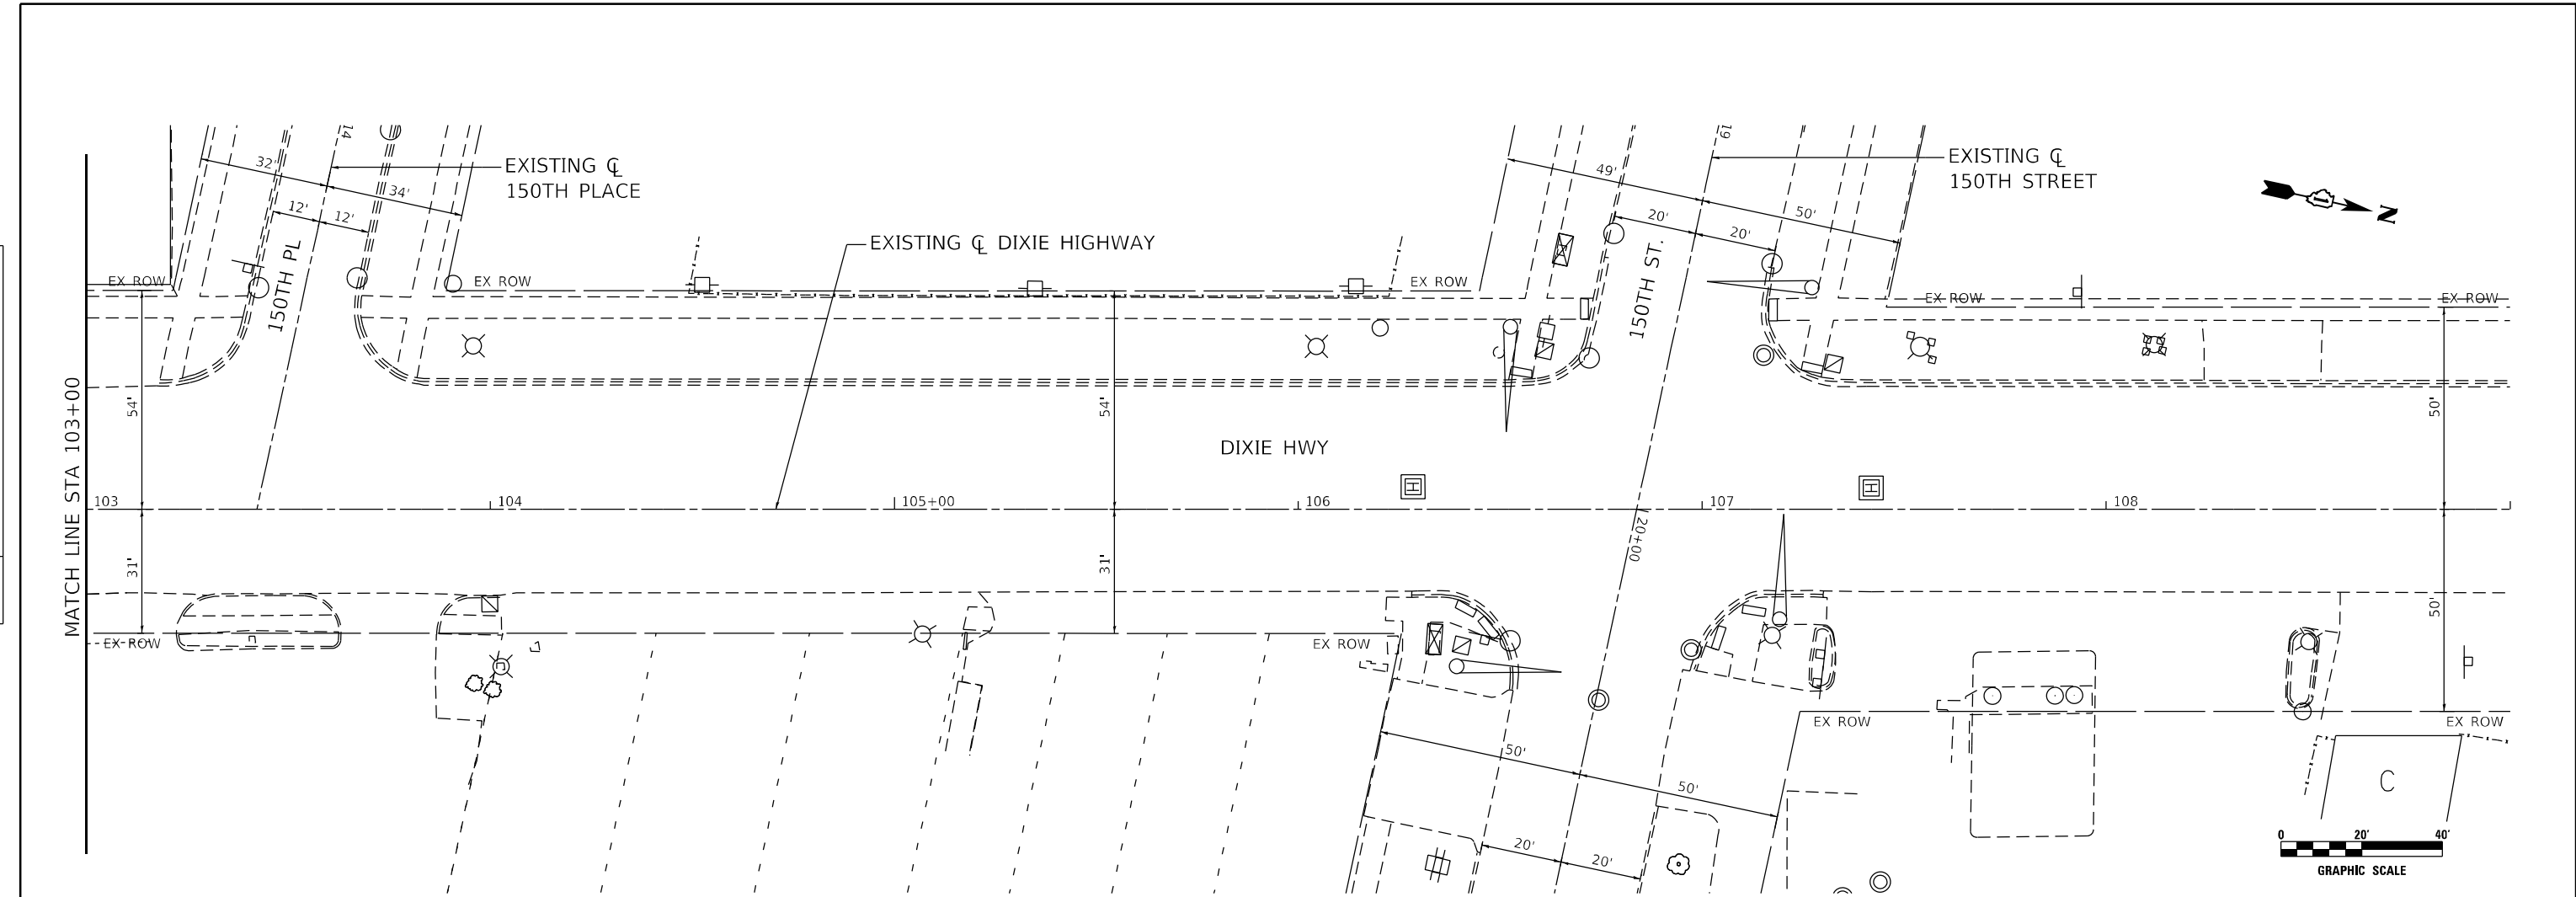 14
32'
34'
12'
12'
EXISTING ℄
150TH PLACE
150TH PL
EX ROW
EX ROW
EXISTING ℄ DIXIE HIGHWAY
EX ROW
49'
50'
20'
20'
19
EXISTING ℄
150TH STREET
150TH ST.
N
EX ROW
EX ROW
MATCH LINE STA 103+00
54'
54'
50'
DIXIE HWY
H
H
103
104
105+00
106
107
108
20+00
31'
31'
50'
EX ROW
EX ROW
EX ROW
EX ROW
50'
50'
20'
20'
C
0 20' 40'
GRAPHIC SCALE